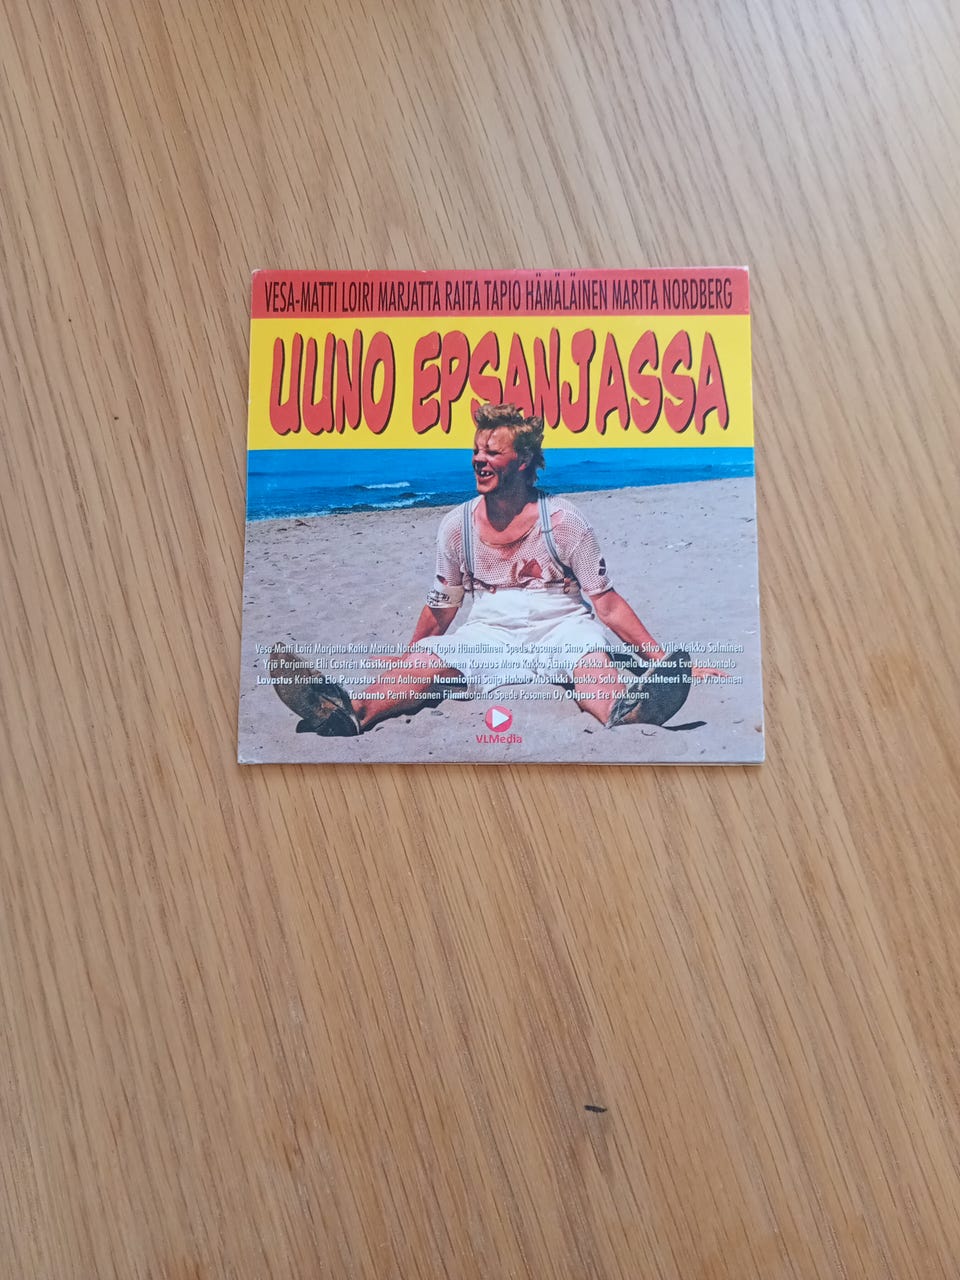 VESA-MATTI LOIRI MARJATTA RAITA TAPIO HÄMÄLÄINEN MARITA NORDBERG
UUNO EPSANJASSA
Vesa-Matti Loiri Marjatta Raita Marita Nordberg Tapio Hämäläinen Spede Pasanen Simo Salminen Satu Silvo Ville-Veikko Salminen
Yrjö Parjanne Elli Castrén Käsikirjoitus Ere Kokkonen Kuvaus Maro Kakko Äänitys Pekka Lampela Leikkaus Eva Jaakontalo
Lavastus Kristine Elo Puvustus Irma Aaltonen Naamiointi Saija Hakola Musiikki Jaakko Salo Kuvaussihteeri Reija Virolainen
Tuotanto Pertti Pasanen Filmituotanto Spede Pasanen Oy Ohjaus Ere Kokkonen
VLMedia